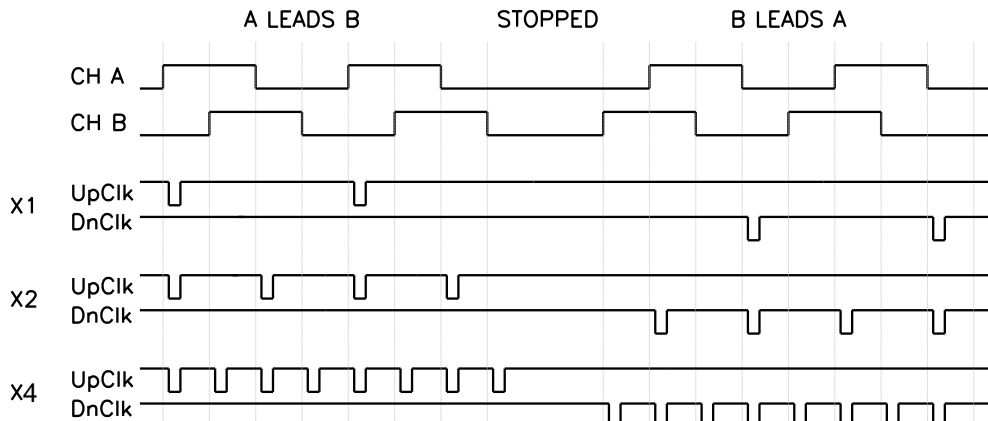 A LEADS B STOPPED B LEADS A
CH A
CH B
X1
UpClk
DnClk
X2
UpClk
DnClk
X4
UpClk
DnClk